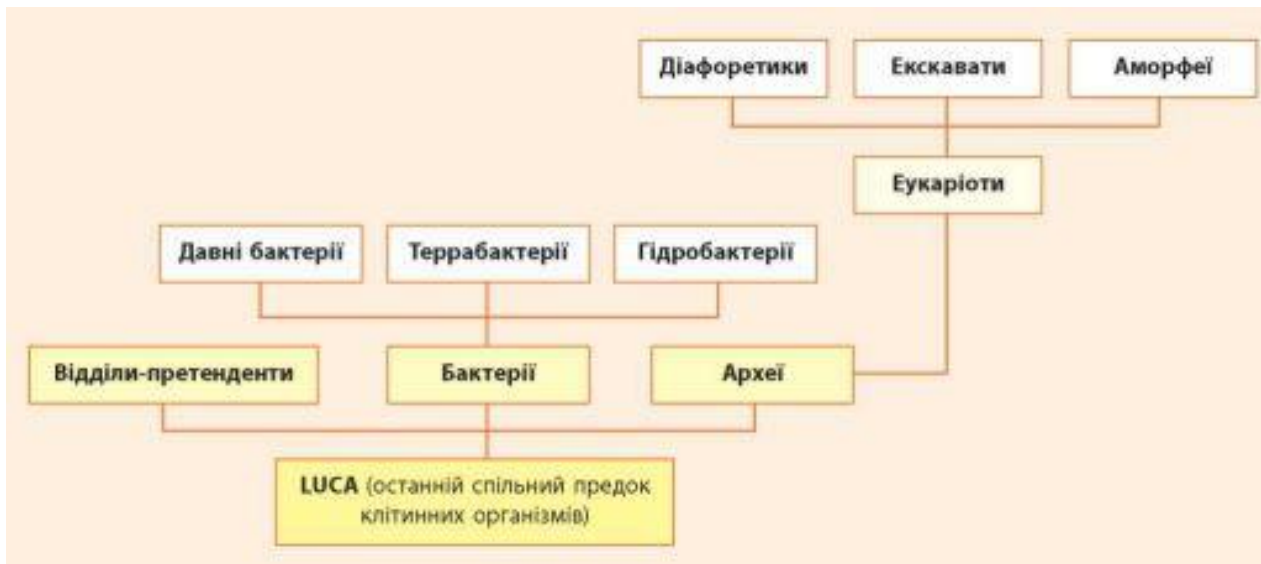 Діафоретики
Екскавати
Аморфеї
Еукаріоти
Давні бактерії
Террабактерії
Гідробактерії
Відділи-претенденти
Бактерії
Археї
LUCA (останній спільний предок
клітинних організмів)